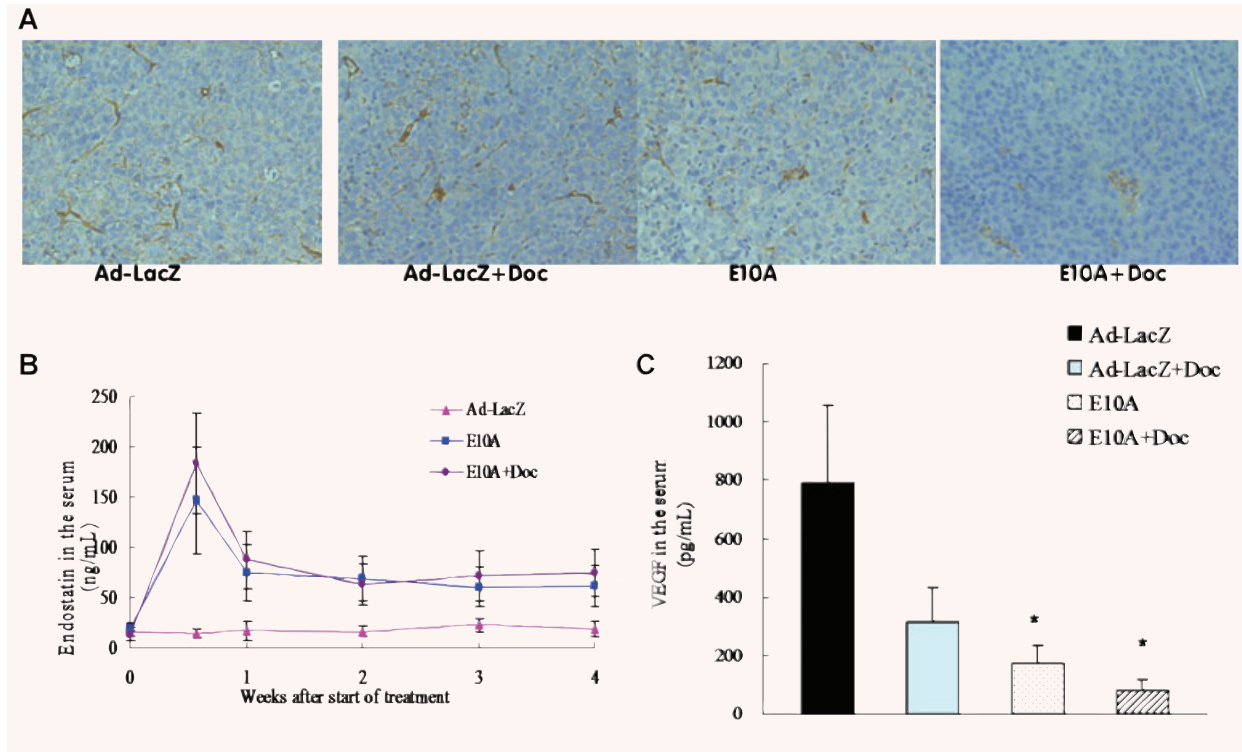 A
Ad-LacZ
Ad-LacZ+Doc
E10A
E10A+Doc
B
Endostatin in the serum
(ng/mL)
250
200
150
100
50
0
0 1 2 3 4
Weeks after start of treatment
Ad-LacZ
E10A
E10A+Doc
C
VEGF in the serum
(pg/mL)
1200
1000
800
600
400
200
0
*
*
Ad-LacZ
Ad-LacZ+Doc
E10A
E10A+Doc